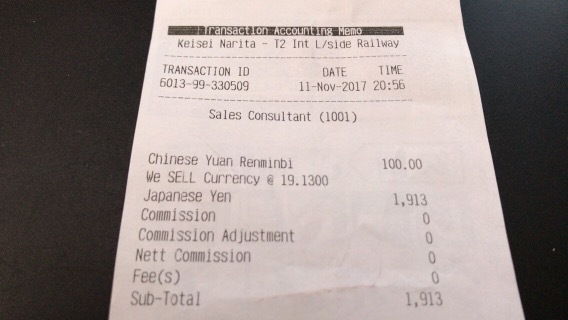 Transaction Accounting Memo
Keisei Narita - T2 Int L/side Railway
TRANSACTION ID DATE TIME
6013-99-330509 11-Nov-2017 20:56
Sales Consultant (1001)
Chinese Yuan Renminbi 100.00
We SELL Currency @ 19.1300
Japanese Yen 1,913
Commission 0
Commission Adjustment 0
Nett Commission 0
Fee(s) 0
Sub-Total 1,913